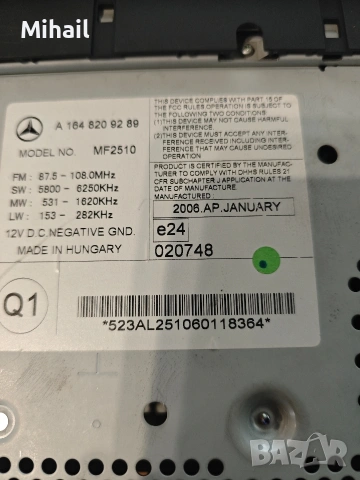 Mihail
A 164 820 92 89
MODEL NO. MF2510
FM : 87.5 - 108.0MHz
SW : 5800 - 6250KHz
MW : 531 - 1620KHz
LW : 153 - 282KHz
12V D.C. NEGATIVE GND.
MADE IN HUNGARY
THIS DEVICE COMPLIES WITH PART 15 OF
THE FCC RULES OPERATION IS SUBJECT TO
THE FOLLOWING TWO CONDITIONS:
(1)THIS DEVICE MAY NOT CAUSE HARMFUL
INTERFERENCE, AND
(2)THIS DEVICE MUST ACCEPT ANY INTER-
FERENCE RECEIVED, INCLUDING INTER-
FERENCE THAT MAY CAUSE UNDESIRED
OPERATION
PRODUCT IS CERTIFIED BY THE MANUFAC-
TURER TO COMPLY WITH DHHS RULES 21
CFR SUBCHAPTER J APPLICATION AT THE
DATE OF MANUFACTURE.
MANUFACTURED :
2006.AP.JANUARY
e24
020748
Q1
*523AL251060118364*
BAZAR